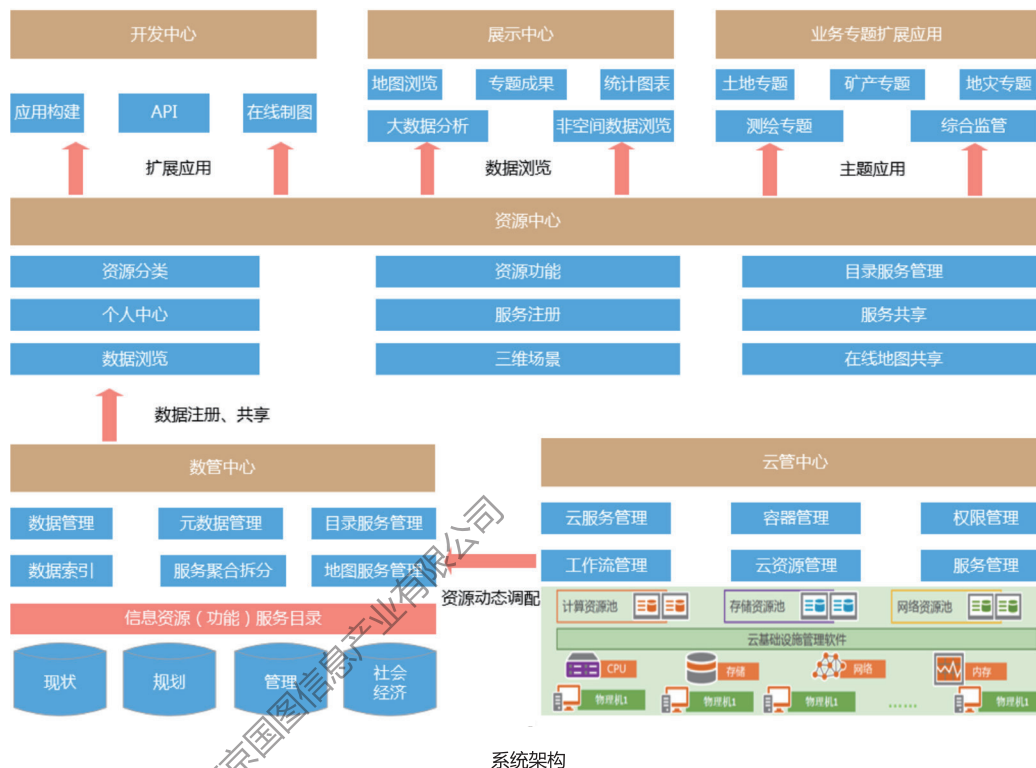 开发中心
展示中心
业务专题扩展应用
地图浏览
专题成果
统计图表
土地专题
矿产专题
地灾专题
应用构建
API
在线制图
大数据分析
非空间数据浏览
测绘专题
综合监管
扩展应用
数据浏览
主题应用
资源中心
资源分类
资源功能
目录服务管理
个人中心
服务注册
服务共享
数据浏览
三维场景
在线地图共享
数据注册、共享
数管中心
云管中心
数据管理
元数据管理
目录服务管理
云服务管理
容器管理
权限管理
数据索引
服务聚合拆分
地图服务管理
工作流管理
云资源管理
服务管理
资源动态调配
信息资源（功能）服务目录
计算资源池
存储资源池
网络资源池
云基础设施管理软件
现状
规划
管理
社会
经济
CPU
存储
网络
内存
物理机1
物理机1
物理机1
……
物理机1
京国图信息产业有限公司
系统架构